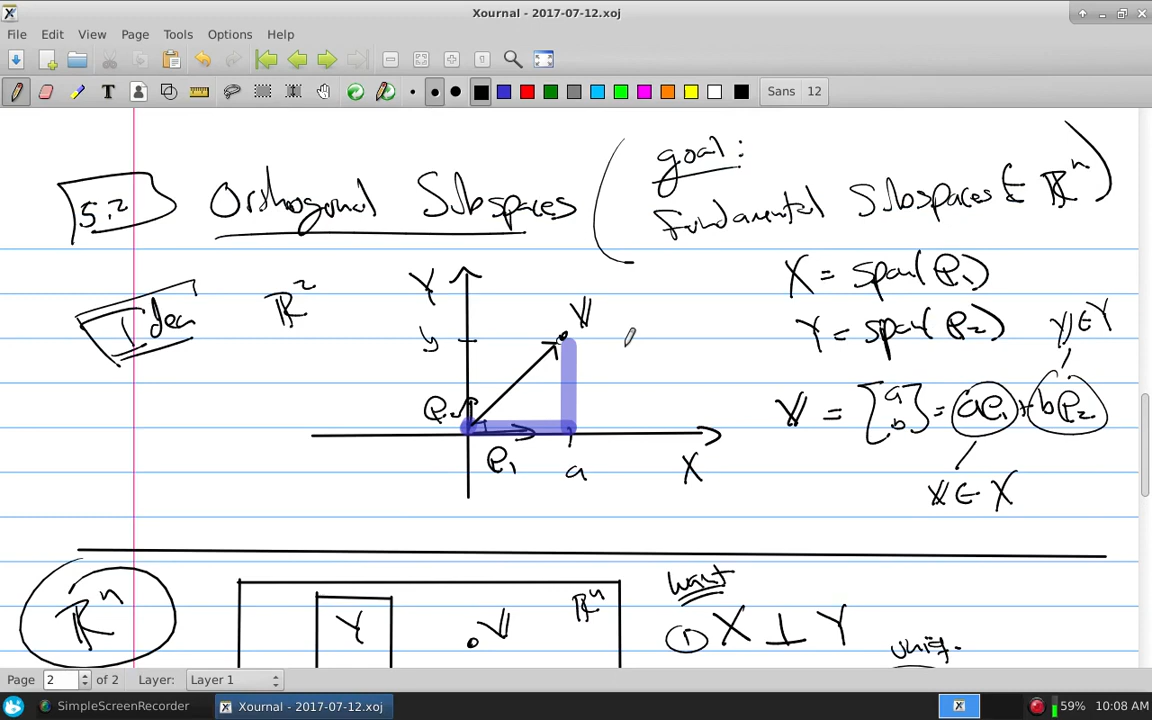 Xournal - 2017-07-12.xoj
File Edit View Page Tools Options Help
Sans 12
5.2 Orthogonal Subspaces
goal:
Fundamental Subspaces ℝⁿ
Idea ℝ²
Y
b
V
e₁
a
X
X = span(e₁)
Y = span(e₂)
y ∈ Y
V = [a b] = ae₁ + be₂
x ∈ X
ℝⁿ
Y
V
ℝⁿ
want
① X ⊥ Y
Page 2 of 2 Layer: Layer 1
SimpleScreenRecorder
Xournal - 2017-07-12.xoj
59% 10:08 AM